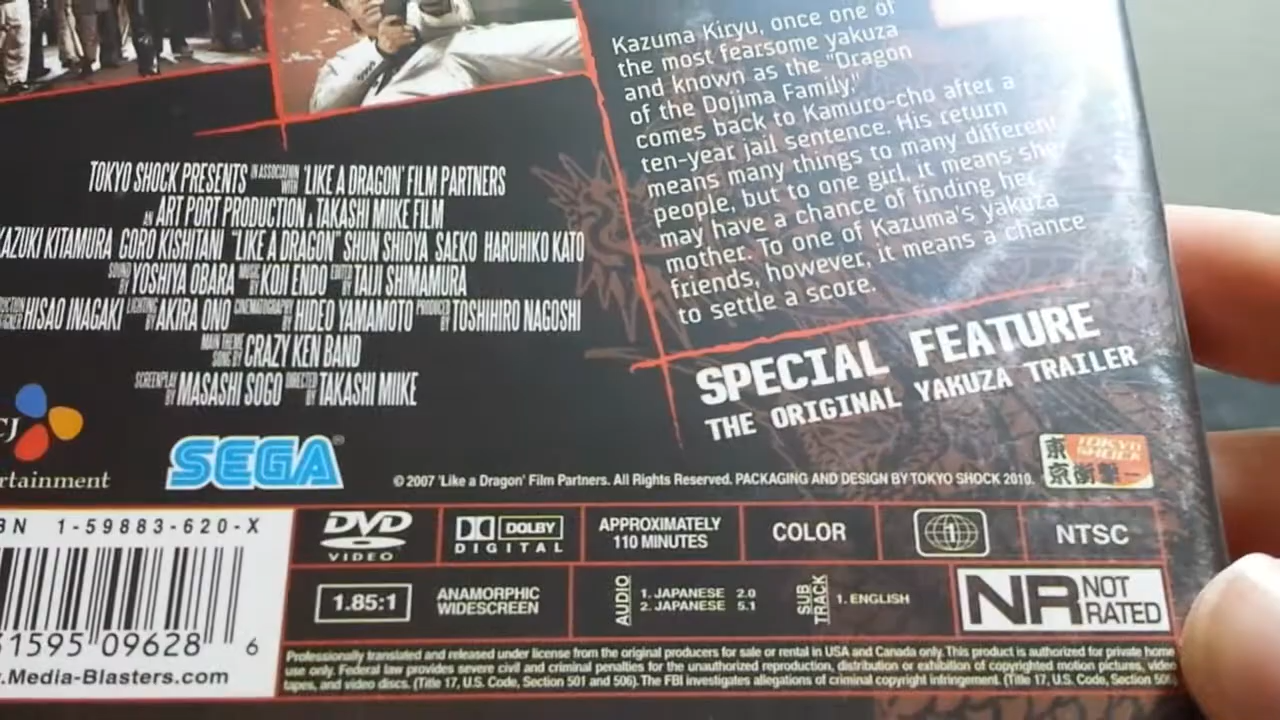 Kazuma Kiryu, once one of
the most fearsome yakuza
and known as the "Dragon
of the Dojima Family,"
comes back to Kamuro-cho after a
ten-year jail sentence. His return
means many things to many different
people, but to one girl, it means she
may have a chance of finding her
mother. To one of Kazuma's yakuza
friends, however, it means a chance
to settle a score.
SPECIAL FEATURE
THE ORIGINAL YAKUZA TRAILER
TOKYO SHOCK PRESENTS IN ASSOCIATION WITH 'LIKE A DRAGON' FILM PARTNERS
AN ART PORT PRODUCTION A TAKASHI MIIKE FILM
KAZUKI KITAMURA GORO KISHITANI "LIKE A DRAGON" SHUN SHIOYA SAEKO HARUHIKO KATO
SOUND BY YOSHIYA OBARA MUSIC BY KOJI ENDO EDITED BY TAIJI SHIMAMURA
HISAO INAGAKI LIGHTING BY AKIRA ONO CINEMATOGRAPHY BY HIDEO YAMAMOTO PRODUCED BY TOSHIHIRO NAGOSHI
MAIN THEME SONG BY CRAZY KEN BAND
SCREENPLAY BY MASASHI SOGO DIRECTED BY TAKASHI MIIKE
CJ
rtainment
SEGA®
© 2007 'Like a Dragon' Film Partners. All Rights Reserved. PACKAGING AND DESIGN BY TOKYO SHOCK 2010.
東京衝撃
TOKYO
SHOCK
BN 1-59883-620-X
31595 09628 6
.Media-Blasters.com
DVD
VIDEO
DOLBY
DIGITAL
APPROXIMATELY
110 MINUTES
COLOR
1
NTSC
1.85:1
ANAMORPHIC
WIDESCREEN
AUDIO
1. JAPANESE 2.0
2. JAPANESE 5.1
SUB
TRACK
1. ENGLISH
NR NOT
RATED
Professionally translated and released under license from the original producers for sale or rental in USA and Canada only. This product is authorized for private home
use only. Federal law provides severe civil and criminal penalties for the unauthorized reproduction, distribution or exhibition of copyrighted motion pictures, video
tapes, and video discs. (Title 17, U.S. Code, Section 501 and 506). The FBI investigates allegations of criminal copyright infringement. (Title 17, U.S. Code, Section 506